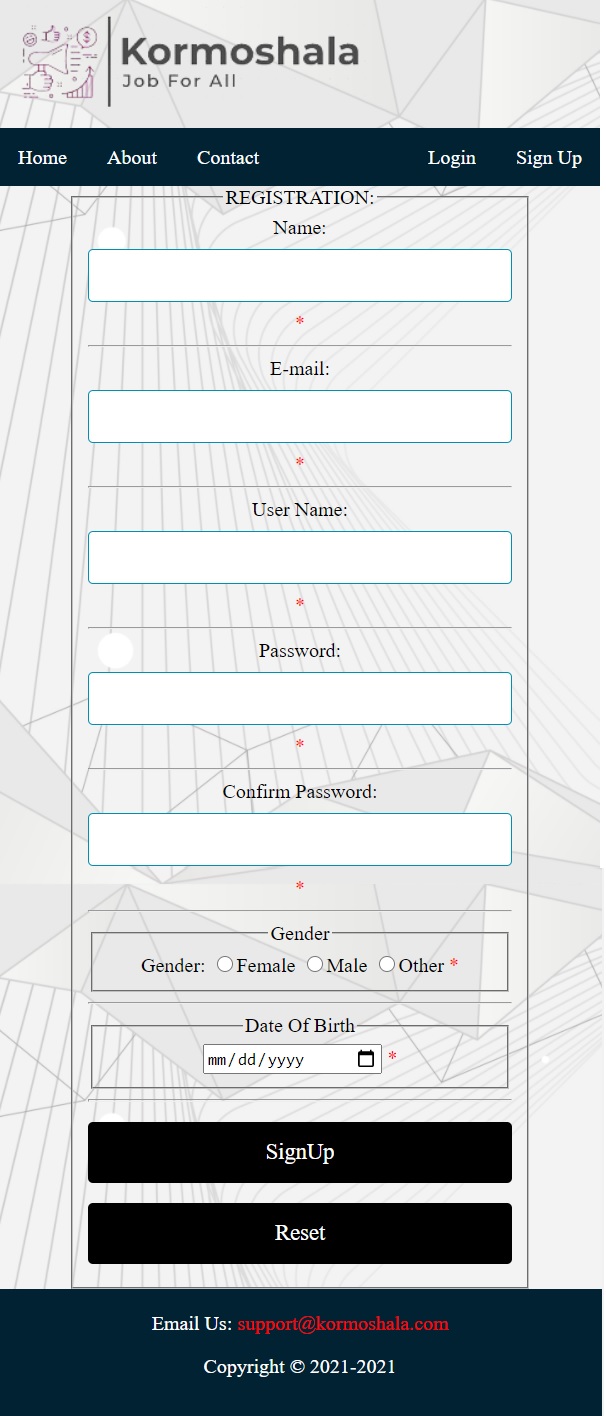 Kormoshala
Job For All
Home About Contact Login Sign Up
REGISTRATION:
Name:
*
E-mail:
*
User Name:
*
Password:
*
Confirm Password:
*
Gender
Gender: Female Male Other *
Date Of Birth
mm/dd/yyyy *
SignUp
Reset
Email Us: support@kormoshala.com
Copyright © 2021-2021